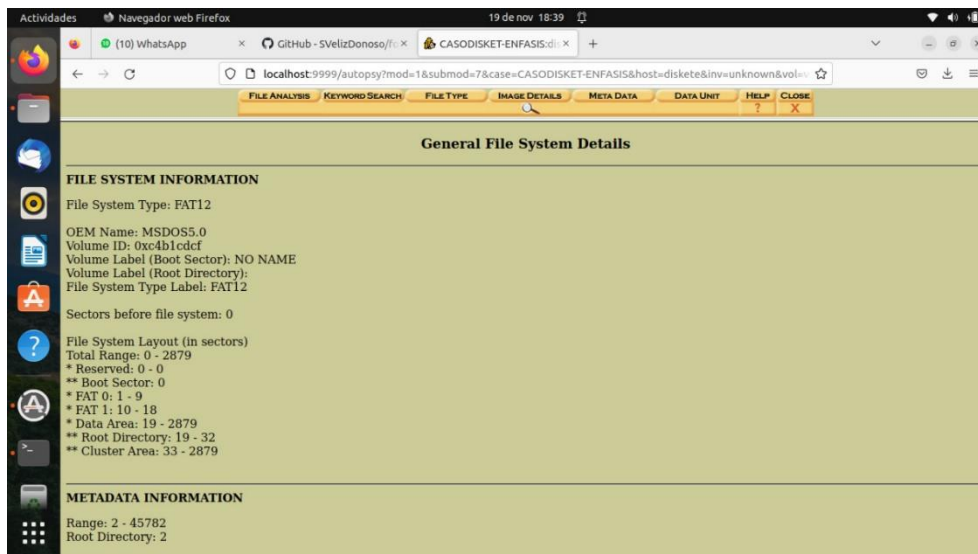 Actividades
Navegador web Firefox
19 de nov 18:39
(10) WhatsApp
GitHub - SVelizDonoso/
CASODISKET-ENFASIS:
localhost:9999/autopsy?mod=1&submod=7&case=CASODISKET-ENFASIS&host=diskete&inv=unknown&vol=
FILE ANALYSIS KEYWORD SEARCH FILE TYPE IMAGE DETAILS META DATA DATA UNIT HELP CLOSE
? X
General File System Details
FILE SYSTEM INFORMATION
File System Type: FAT12
OEM Name: MSDOS5.0
Volume ID: 0xc4b1cdcf
Volume Label (Boot Sector): NO NAME
Volume Label (Root Directory):
File System Type Label: FAT12
Sectors before file system: 0
File System Layout (in sectors)
Total Range: 0 - 2879
* Reserved: 0 - 0
** Boot Sector: 0
* FAT 0: 1 - 9
* FAT 1: 10 - 18
* Data Area: 19 - 2879
** Root Directory: 19 - 32
** Cluster Area: 33 - 2879
METADATA INFORMATION
Range: 2 - 45782
Root Directory: 2